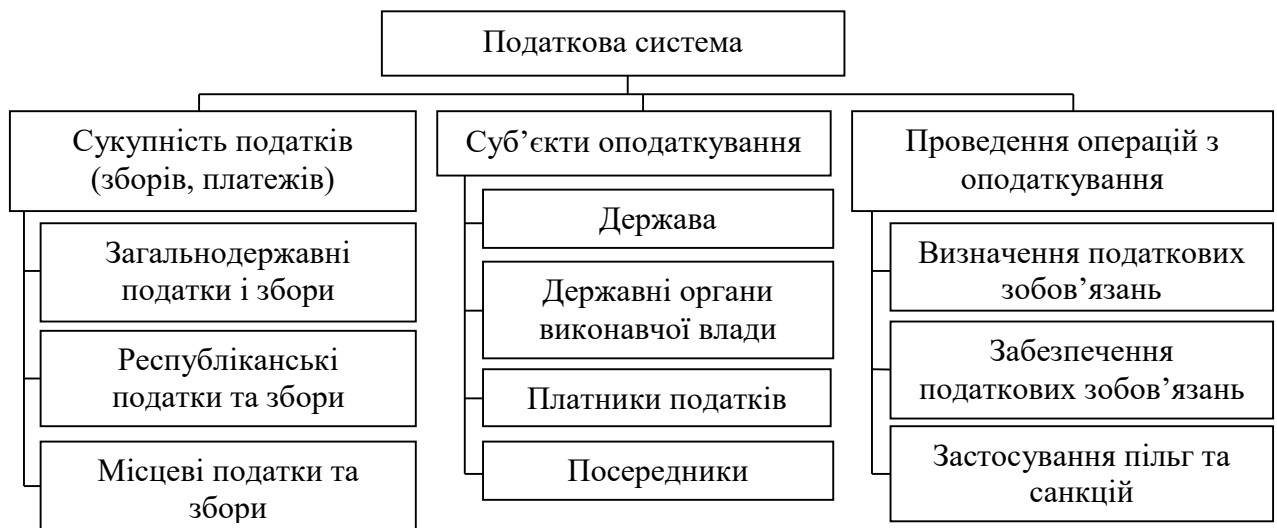 Податкова система
Сукупність податків
(зборів, платежів)
Загальнодержавні
податки і збори
Республіканські
податки та збори
Місцеві податки та
збори
Суб’єкти оподаткування
Держава
Державні органи
виконавчої влади
Платники податків
Посередники
Проведення операцій з
оподаткування
Визначення податкових
зобов’язань
Забезпечення
податкових зобов’язань
Застосування пільг та
санкцій